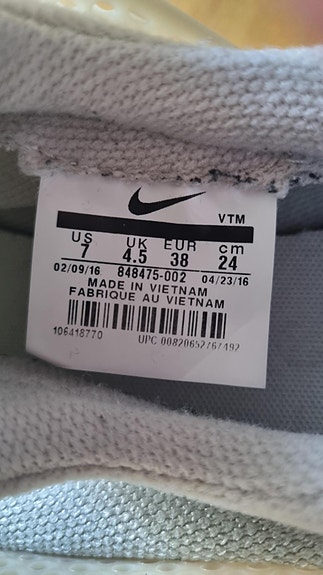 VTM
US UK EUR cm
7 4.5 38 24
02/09/16 848475-002 04/23/16
MADE IN VIETNAM
FABRIQUE AU VIETNAM
106418770
UPC 00820652767492